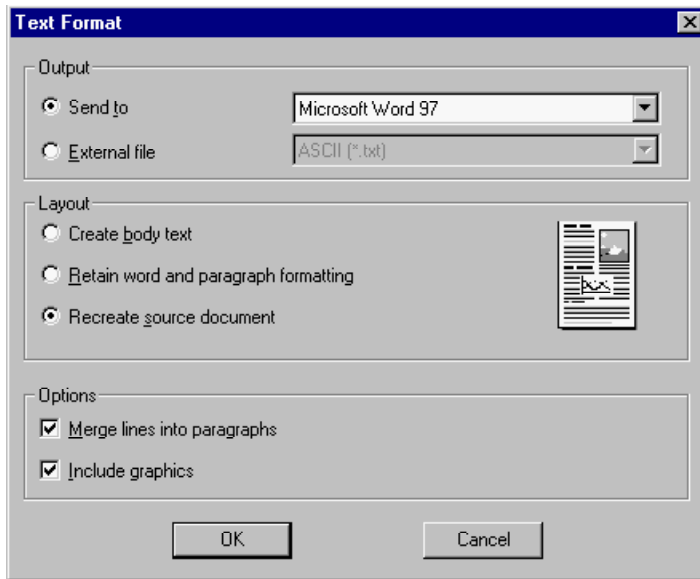 Text Format
Output
Send to
Microsoft Word 97
External file
ASCII (*.txt)
Layout
Create body text
Retain word and paragraph formatting
Recreate source document
Options
Merge lines into paragraphs
Include graphics
OK
Cancel